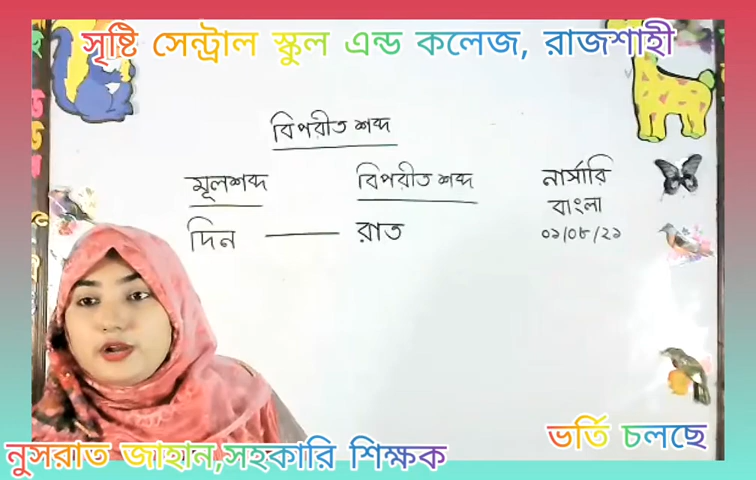 সৃষ্টি সেন্ট্রাল স্কুল এন্ড কলেজ, রাজশাহী
বিপরীত শব্দ
মূলশব্দ বিপরীত শব্দ
দিন — রাত
নার্সারি
বাংলা
০১/০৮/২১
ভর্তি চলছে
নুসরাত জাহান,সহকারি শিক্ষক